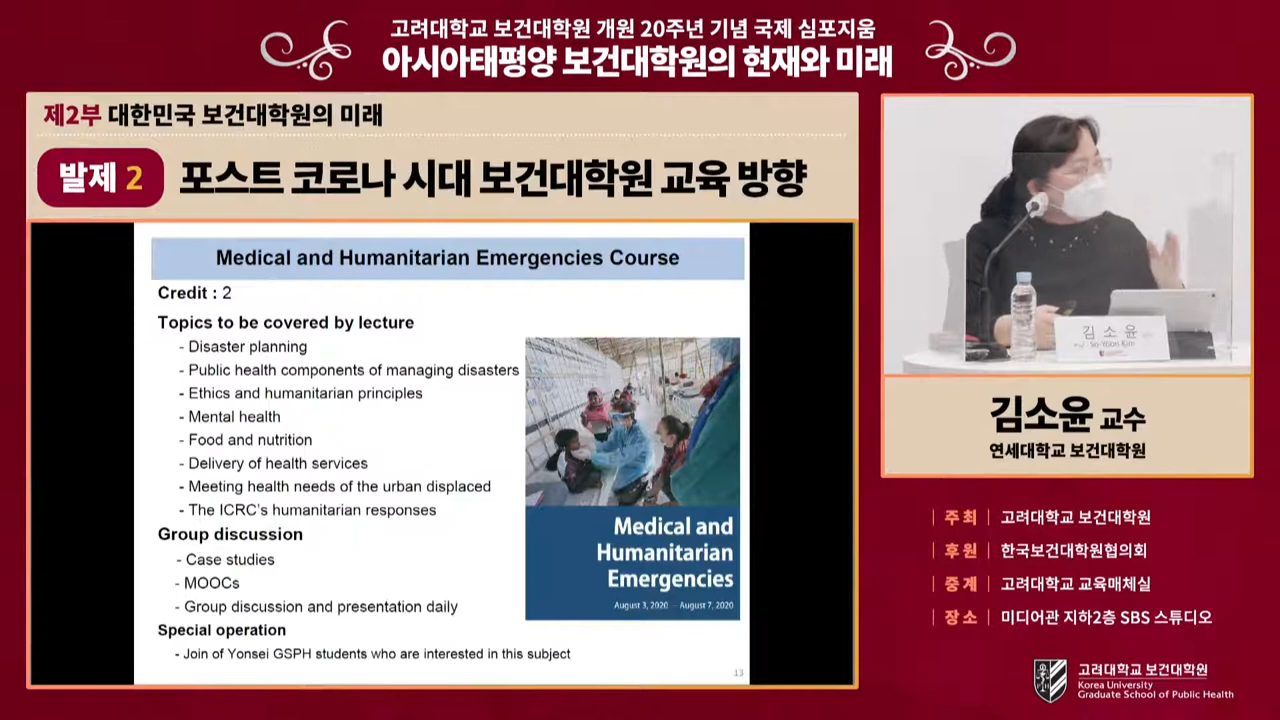 고려대학교 보건대학원 개원 20주년 기념 국제 심포지움
아시아태평양 보건대학원의 현재와 미래
제2부 대한민국 보건대학원의 미래
발제 2 포스트 코로나 시대 보건대학원 교육 방향
Medical and Humanitarian Emergencies Course
Credit : 2
Topics to be covered by lecture
- Disaster planning
- Public health components of managing disasters
- Ethics and humanitarian principles
- Mental health
- Food and nutrition
- Delivery of health services
- Meeting health needs of the urban displaced
- The ICRC's humanitarian responses
Group discussion
- Case studies
- MOOCs
- Group discussion and presentation daily
Special operation
- Join of Yonsei GSPH students who are interested in this subject
Medical and
Humanitarian
Emergencies
August 3, 2020 — August 7, 2020
13
김 소 윤
So-Yoon Kim
김소윤 교수
연세대학교 보건대학원
| 주 최 | 고려대학교 보건대학원
| 후 원 | 한국보건대학원협의회
| 중 계 | 고려대학교 교육매체실
| 장 소 | 미디어관 지하2층 SBS 스튜디오
고려대학교 보건대학원
Korea University
Graduate School of Public Health